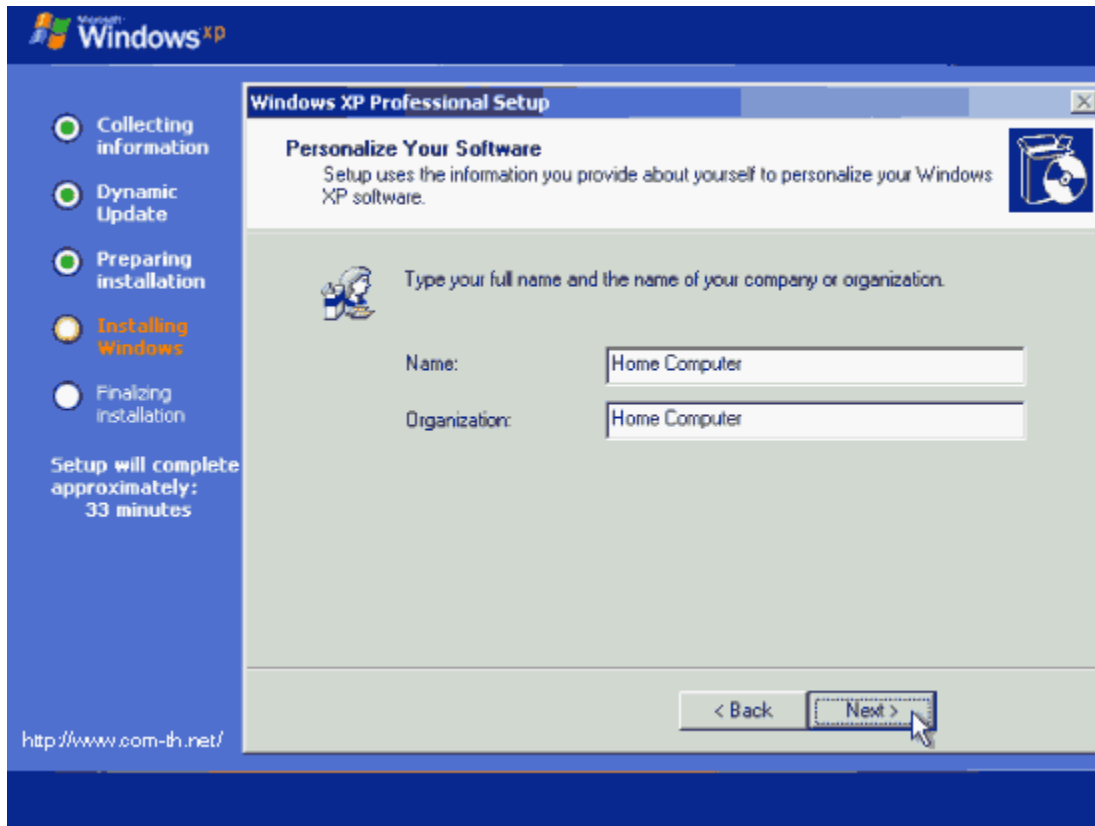 Microsoft
Windows xp
Collecting
information
Dynamic
Update
Preparing
installation
Installing
Windows
Finalizing
installation
Setup will complete
approximately:
33 minutes
http://www.com-th.net/
Windows XP Professional Setup
Personalize Your Software
Setup uses the information you provide about yourself to personalize your Windows
XP software.
Type your full name and the name of your company or organization.
Name: Home Computer
Organization: Home Computer
< Back Next >